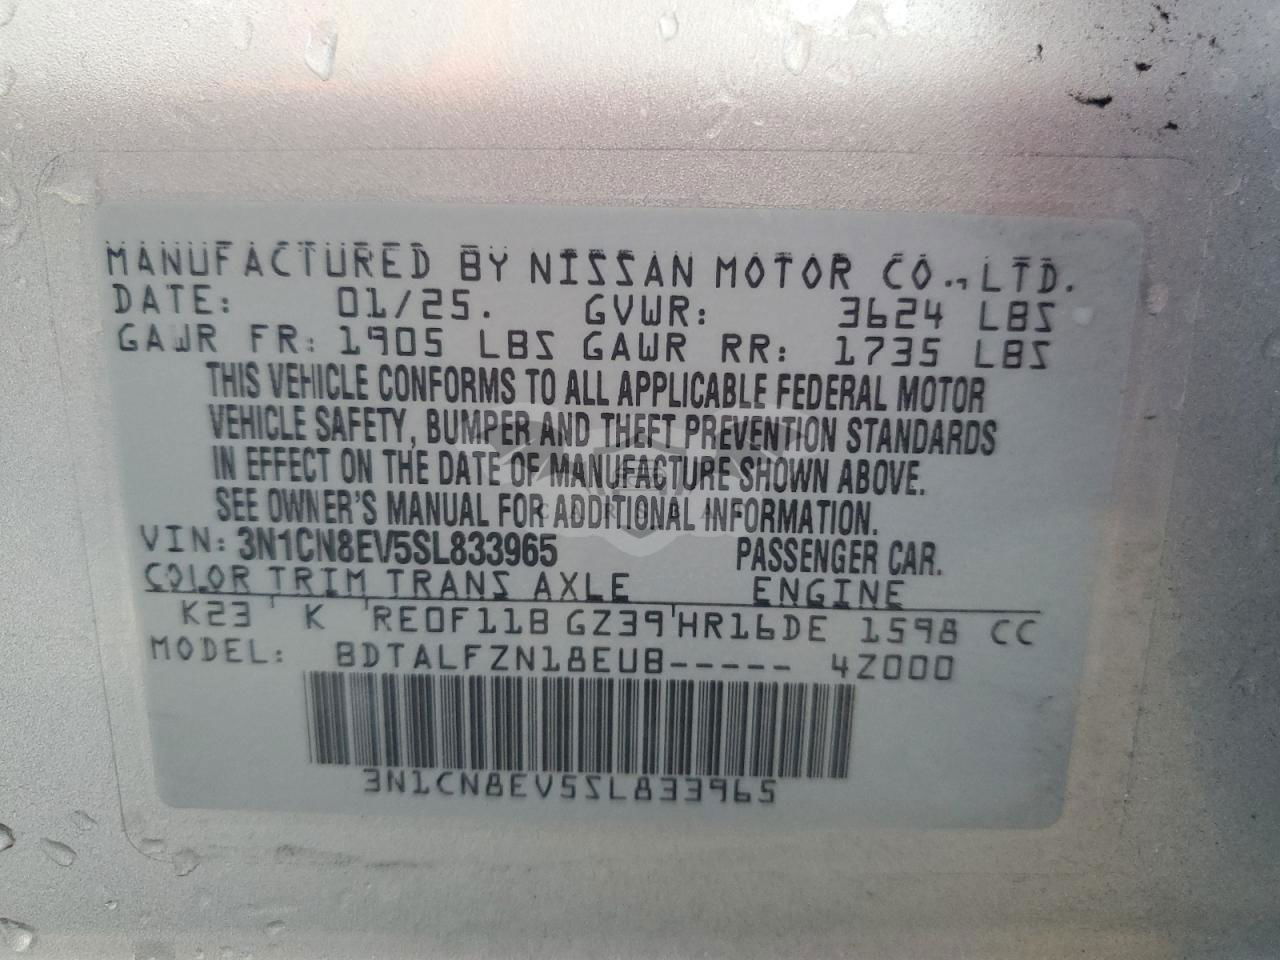 MANUFACTURED BY NISSAN MOTOR CO., LTD.
DATE: 01/25. GVWR: 3624 LBS
GAWR FR: 1905 LBS GAWR RR: 1735 LBS
THIS VEHICLE CONFORMS TO ALL APPLICABLE FEDERAL MOTOR
VEHICLE SAFETY, BUMPER AND THEFT PREVENTION STANDARDS
IN EFFECT ON THE DATE OF MANUFACTURE SHOWN ABOVE.
SEE OWNER'S MANUAL FOR ADDITIONAL INFORMATION.
VIN: 3N1CN8EV5SL833965 PASSENGER CAR.
COLOR TRIM TRANS AXLE ENGINE
K23 K RE0F11B GZ39 HR16DE 1598 CC
MODEL: BDTALFZN18EUB----- 4Z000
3N1CN8EV5SL833965